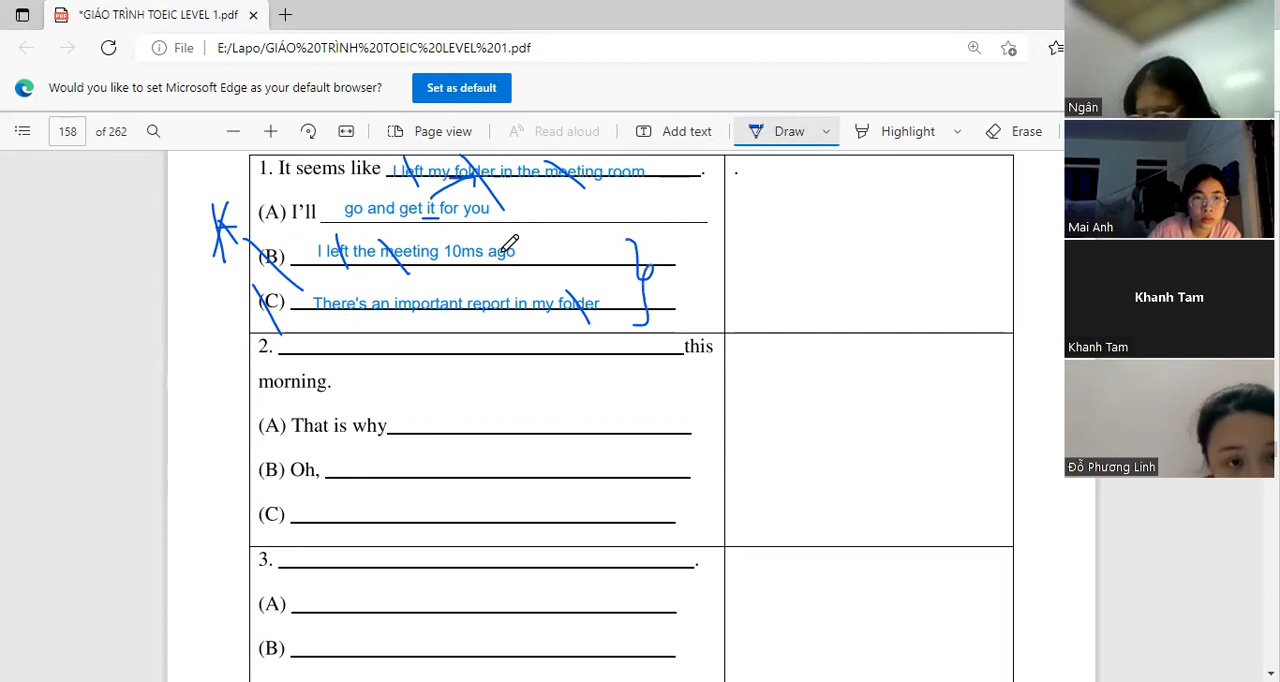 *GIÁO TRÌNH TOEIC LEVEL 1.pdf
File E:/Lapo/GIÁO%20TRÌNH%20TOEIC%20LEVEL%201.pdf
Would you like to set Microsoft Edge as your default browser? Set as default
158 of 262 Page view Read aloud Add text Draw Highlight Erase
1. It seems like I left my folder in the meeting room.
.
(A) I'll go and get it for you
(B) I left the meeting 10ms ago
(C) There's an important report in my folder
2. this
morning.
(A) That is why
(B) Oh,
(C)
3. .
(A)
(B)
Ngân
Mai Anh
Khanh Tam
Khanh Tam
Đỗ Phương Linh